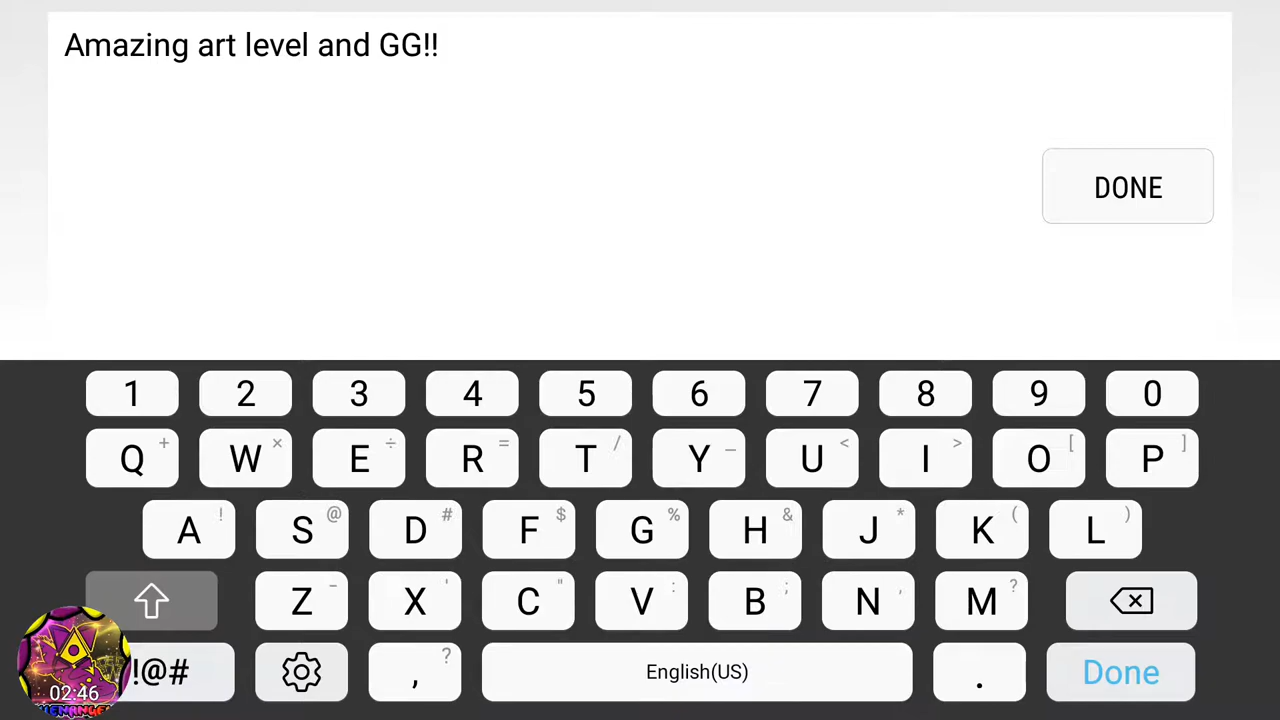 Amazing art level and GG!!
DONE
1 2 3 4 5 6 7 8 9 0
Q + W × E ÷ R = T / Y _ U < I > O [ P ]
A ! S @ D # F $ G % H & J * K ( L )
Z - X ' C " V : B ; N , M ?
!@# , ? English(US) . Done
02:46